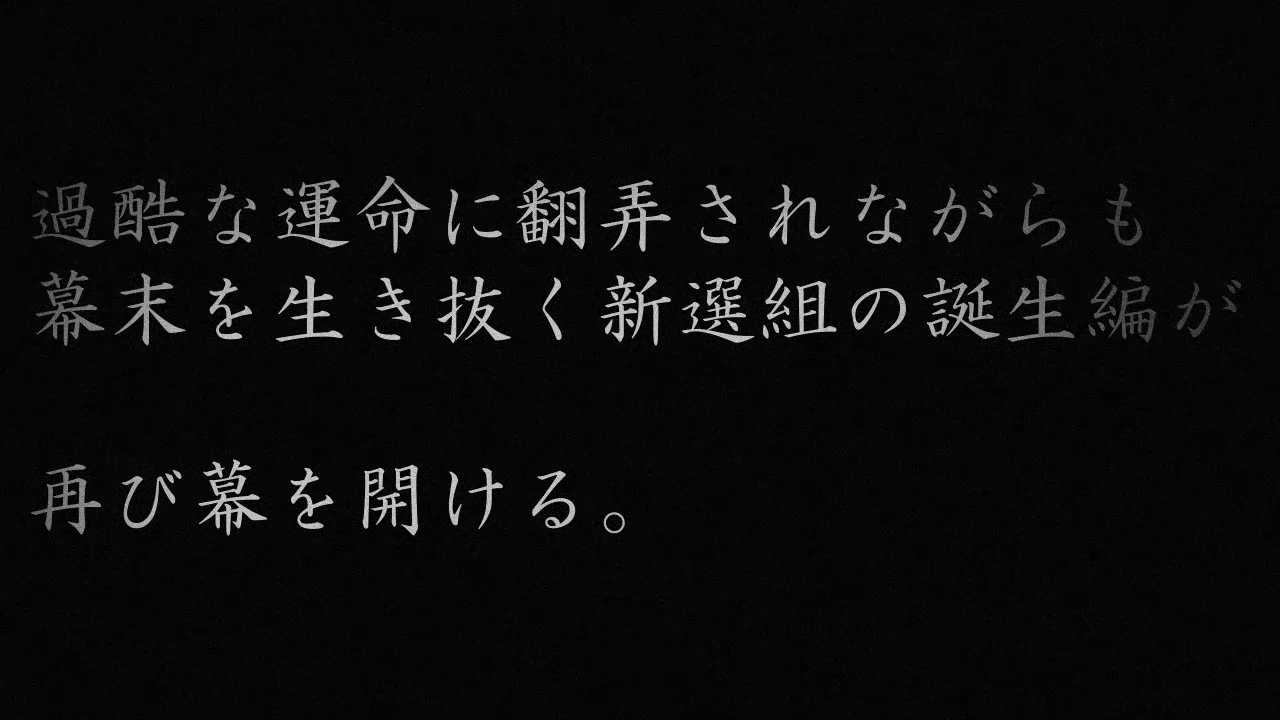 過酷な運命に翻弄されながらも
幕末を生き抜く新選組の誕生編が
再び幕を開ける。